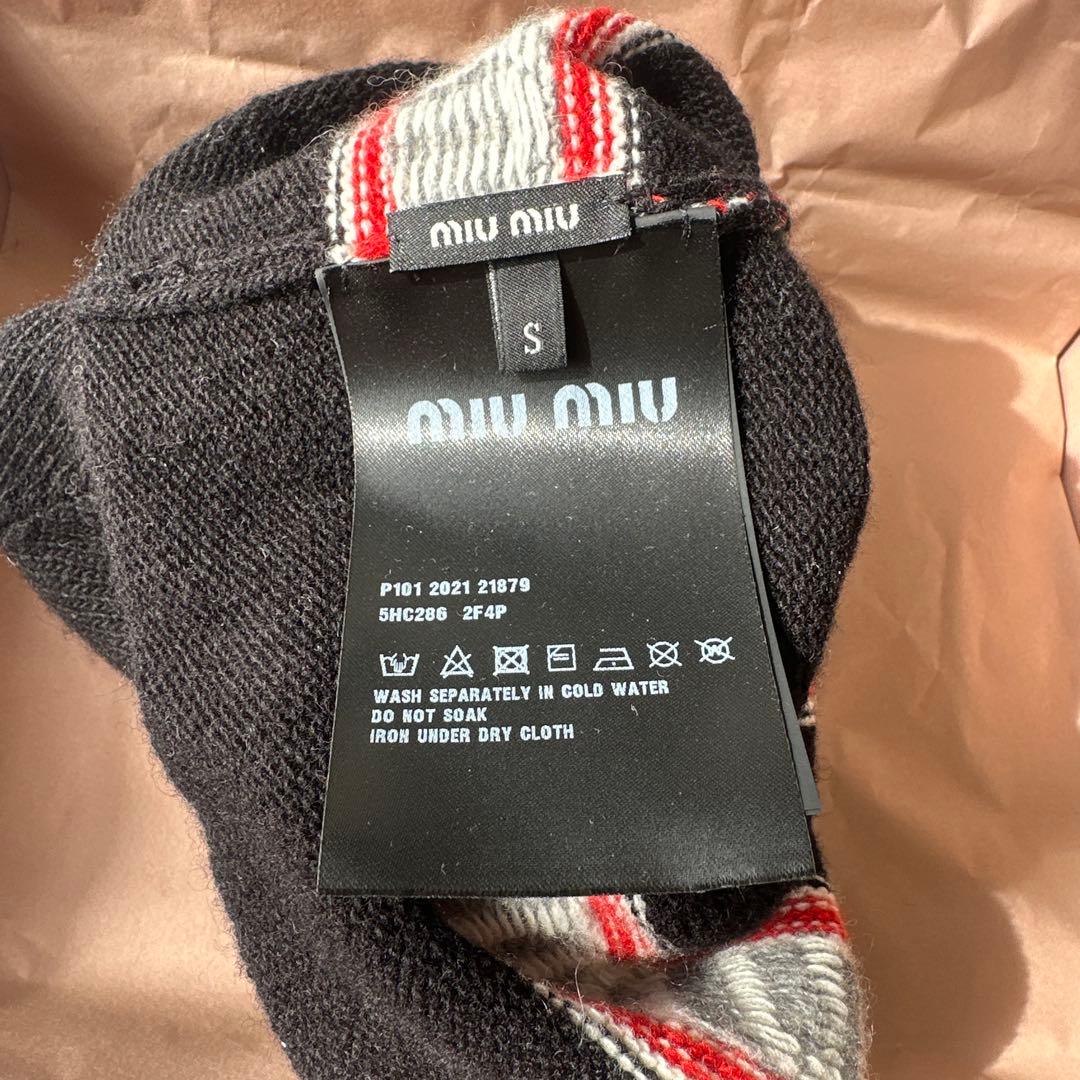 MIU MIU
S
MIU MIU
P101 2021 21879
5HC286 2F4P
W
WASH SEPARATELY IN COLD WATER
DO NOT SOAK
IRON UNDER DRY CLOTH